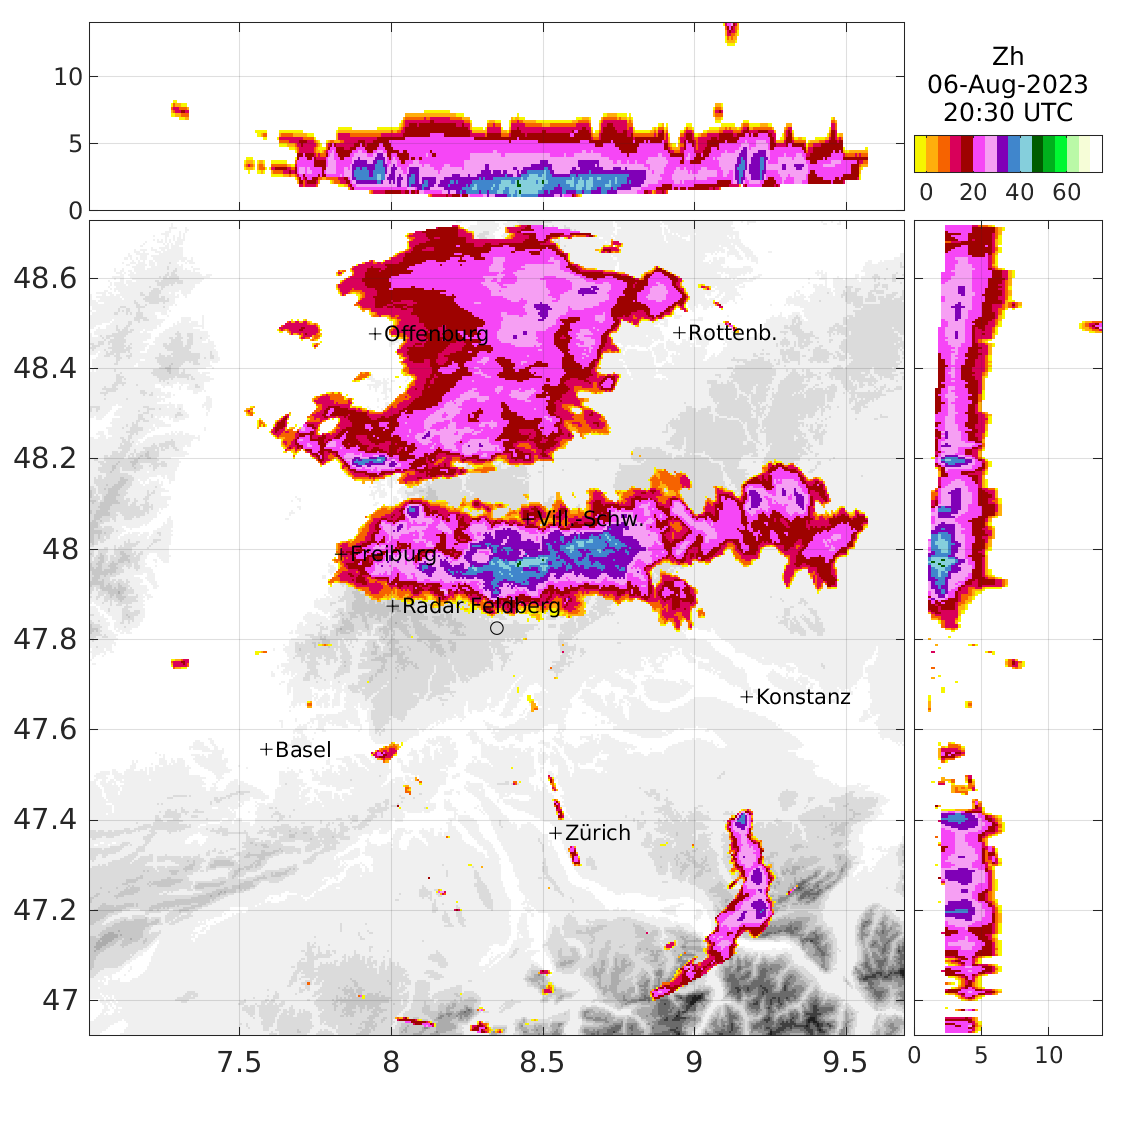 Zh
06-Aug-2023
20:30 UTC
0 20 40 60
10
5
0
48.6
48.4
48.2
48
47.8
47.6
47.4
47.2
47
+Offenburg
+Rottenb.
+Vill.-Schw.
+Freiburg
+Radar Feldberg
+Konstanz
+Basel
+Zürich
7.5 8 8.5 9 9.5
0 5 10